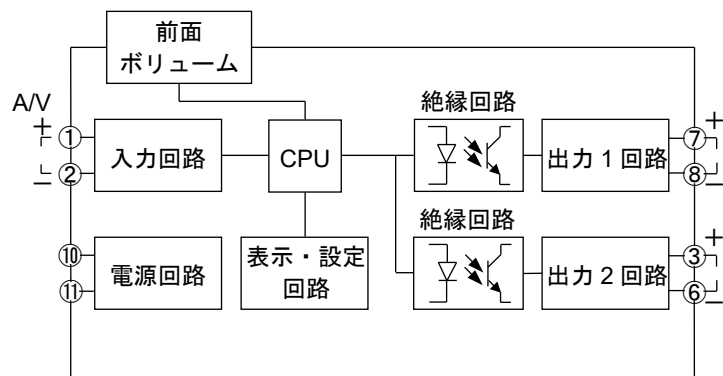 前面
ボリューム
A/V
絶縁回路
+
①
入力回路
CPU
出力 1 回路
⑦
+
−
②
⑧
−
絶縁回路
⑩
電源回路
表示・設定
回路
出力 2 回路
③
+
⑪
⑥
−